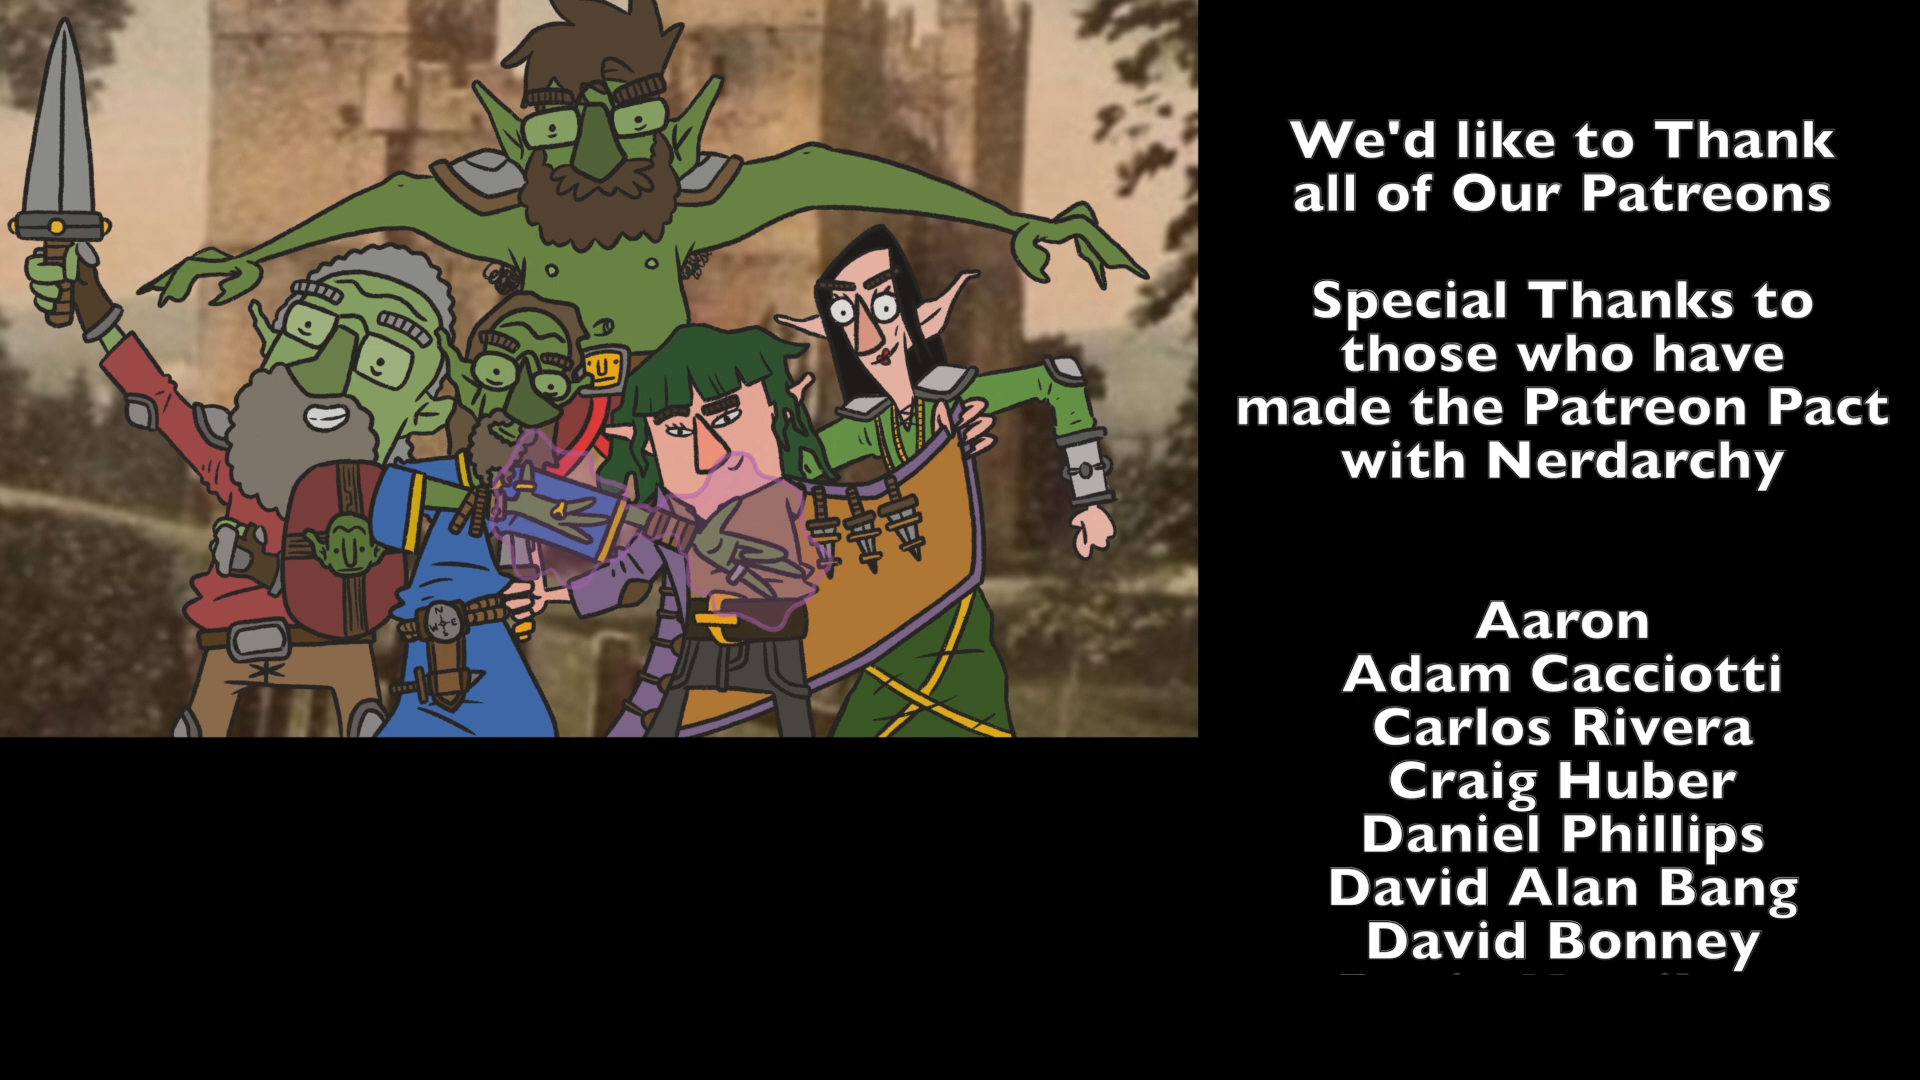 We'd like to Thank
all of Our Patreons
Special Thanks to
those who have
made the Patreon Pact
with Nerdarchy
Aaron
Adam Cacciotti
Carlos Rivera
Craig Huber
Daniel Phillips
David Alan Bang
David Bonney
N
W E
S